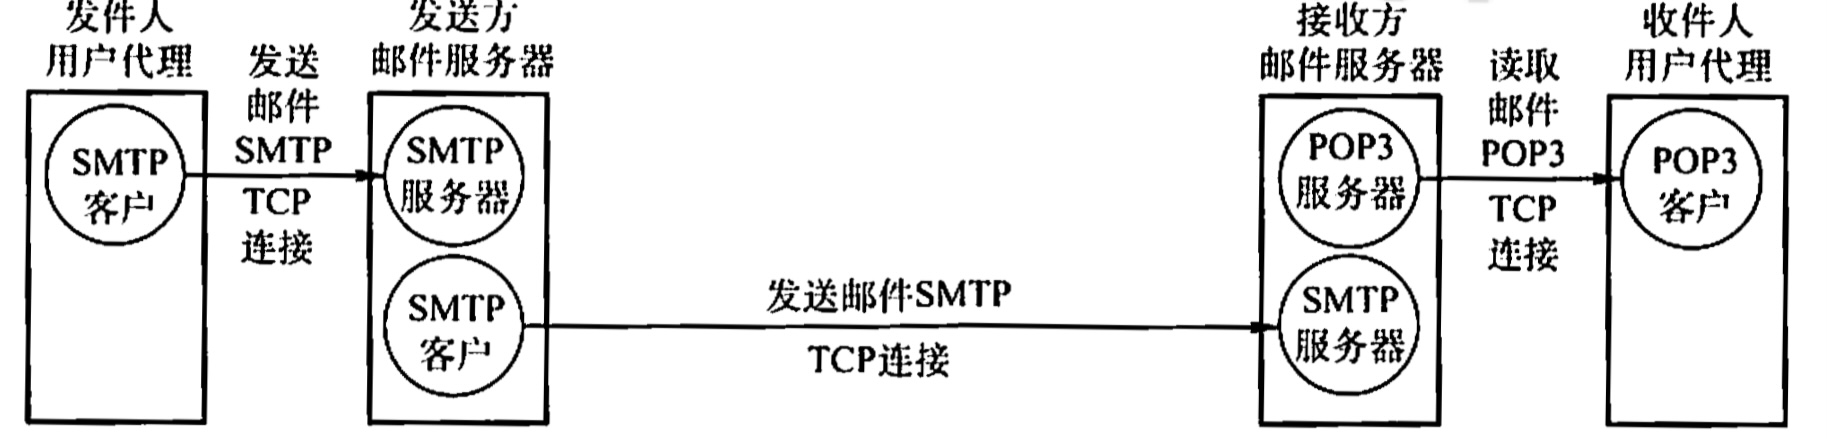 发件人
用户代理
发送
邮件
SMTP
TCP
连接
发送方
邮件服务器
SMTP
客户
SMTP
服务器
SMTP
客户
发送邮件SMTP
TCP连接
接收方
邮件服务器
POP3
服务器
SMTP
服务器
读取
邮件
POP3
TCP
连接
收件人
用户代理
POP3
客户